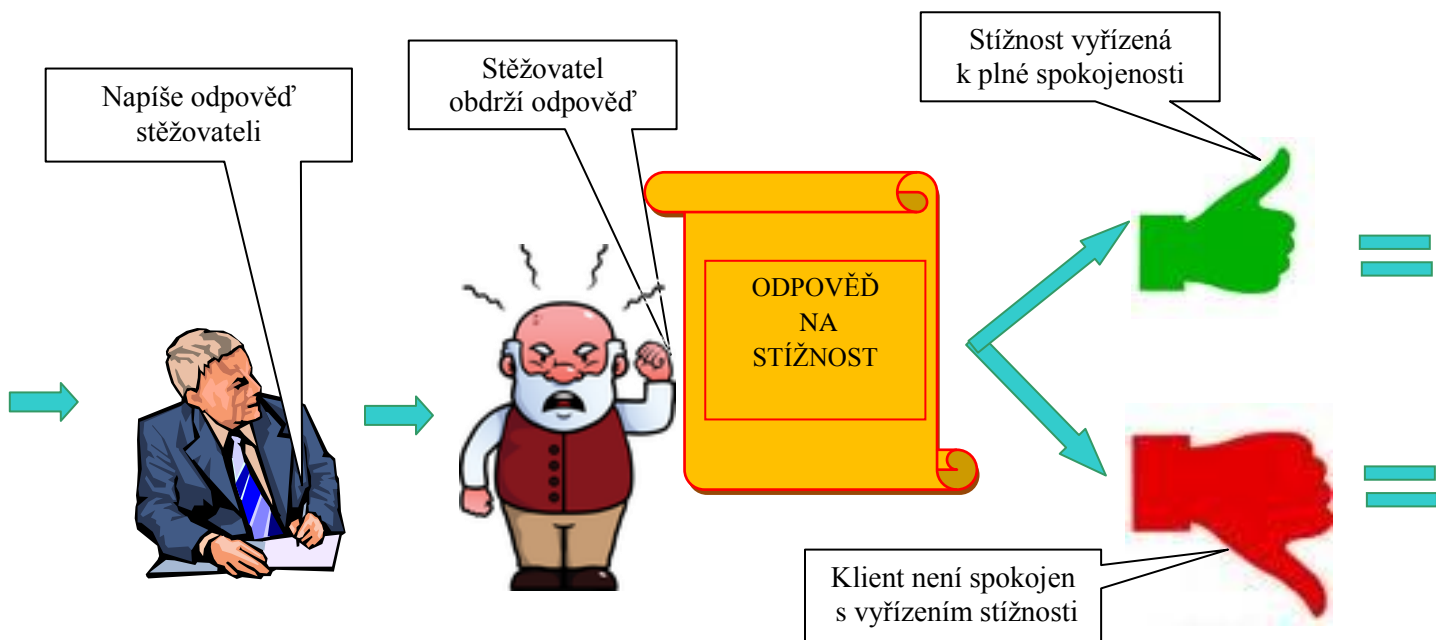 Napíše odpověď
stěžovateli
Stěžovatel
obdrží odpověď
ODPOVĚĎ
NA
STÍŽNOST
Stížnost vyřízená
k plné spokojenosti
Klient není spokojen
s vyřízením stížnosti